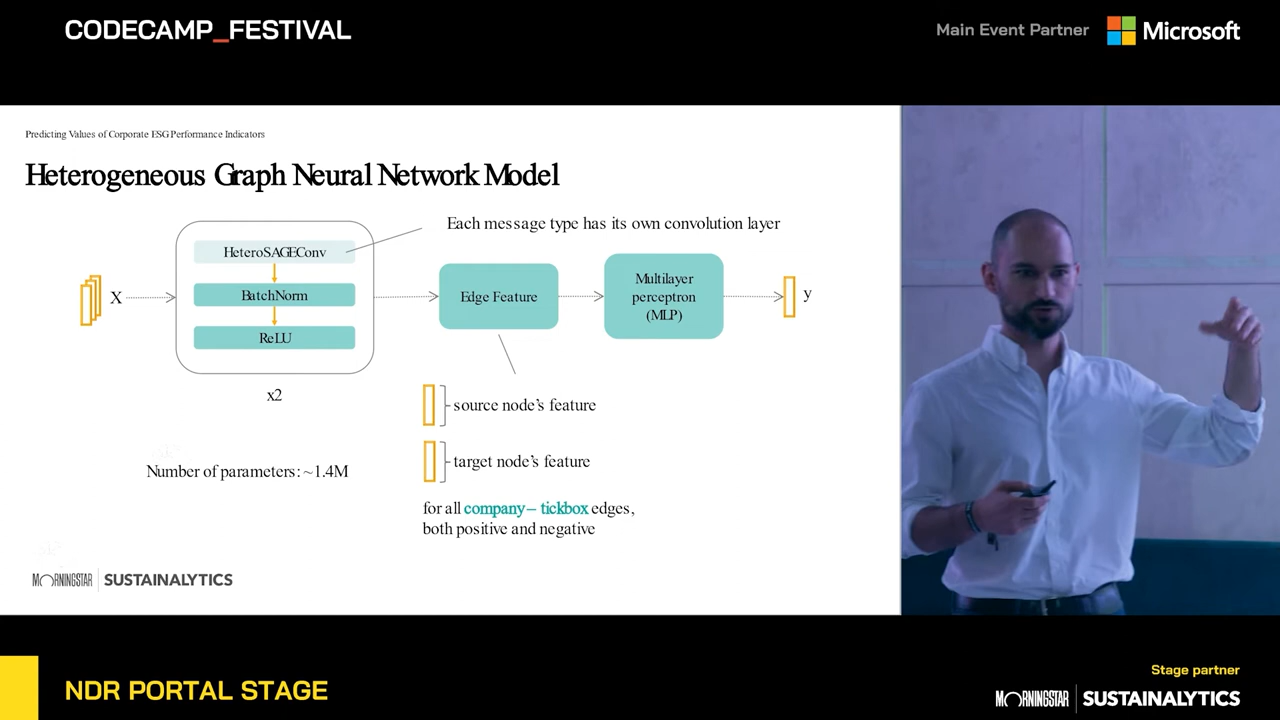 CODECAMP_FESTIVAL
Main Event Partner
Microsoft
Predicting Values of Corporate ESG Performance Indicators
Heterogeneous Graph Neural Network Model
Each message type has its own convolution layer
HeteroSAGEConv
BatchNorm
ReLU
X
x2
Edge Feature
Multilayer
perceptron
(MLP)
y
source node's feature
target node's feature
Number of parameters: ~1.4M
for all company – tickbox edges,
both positive and negative
MORNINGSTAR | SUSTAINALYTICS
NDR PORTAL STAGE
Stage partner
MORNINGSTAR | SUSTAINALYTICS